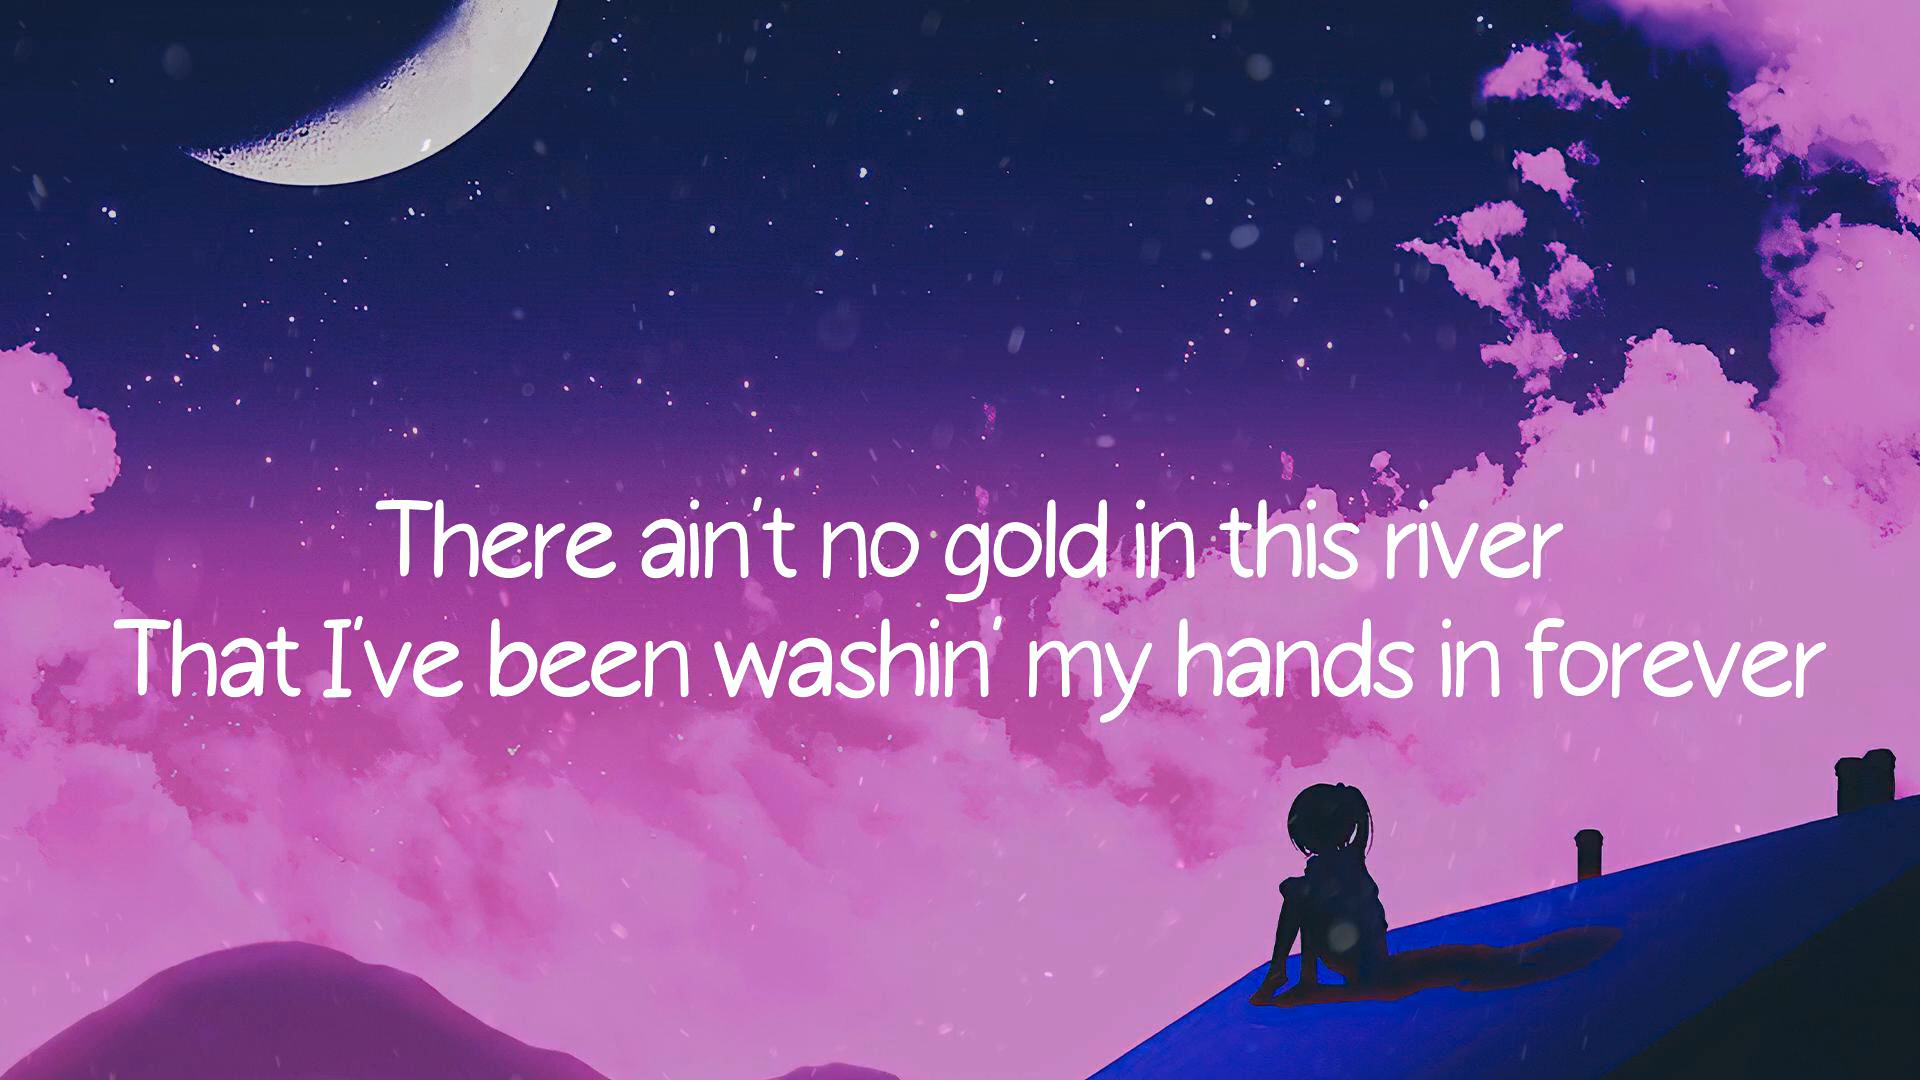 There ain't no gold in this river
That I've been washin' my hands in forever